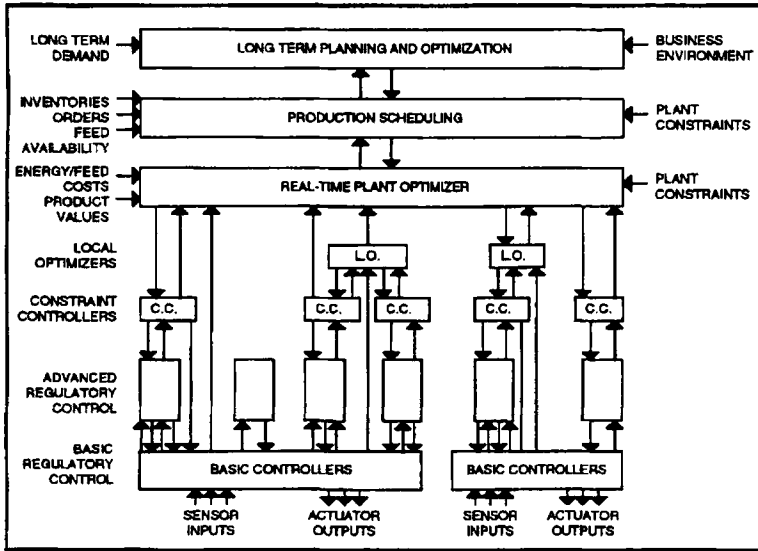 LONG TERM
DEMAND
LONG TERM PLANNING AND OPTIMIZATION
BUSINESS
ENVIRONMENT
INVENTORIES
ORDERS
FEED
AVAILABILITY
PRODUCTION SCHEDULING
PLANT
CONSTRAINTS
ENERGY/FEED
COSTS
PRODUCT
VALUES
REAL-TIME PLANT OPTIMIZER
PLANT
CONSTRAINTS
LOCAL
OPTIMIZERS
L.O.
L.O.
CONSTRAINT
CONTROLLERS
C.C.
C.C.
C.C.
C.C.
C.C.
ADVANCED
REGULATORY
CONTROL
BASIC
REGULATORY
CONTROL
BASIC CONTROLLERS
BASIC CONTROLLERS
SENSOR
INPUTS
ACTUATOR
OUTPUTS
SENSOR
INPUTS
ACTUATOR
OUTPUTS